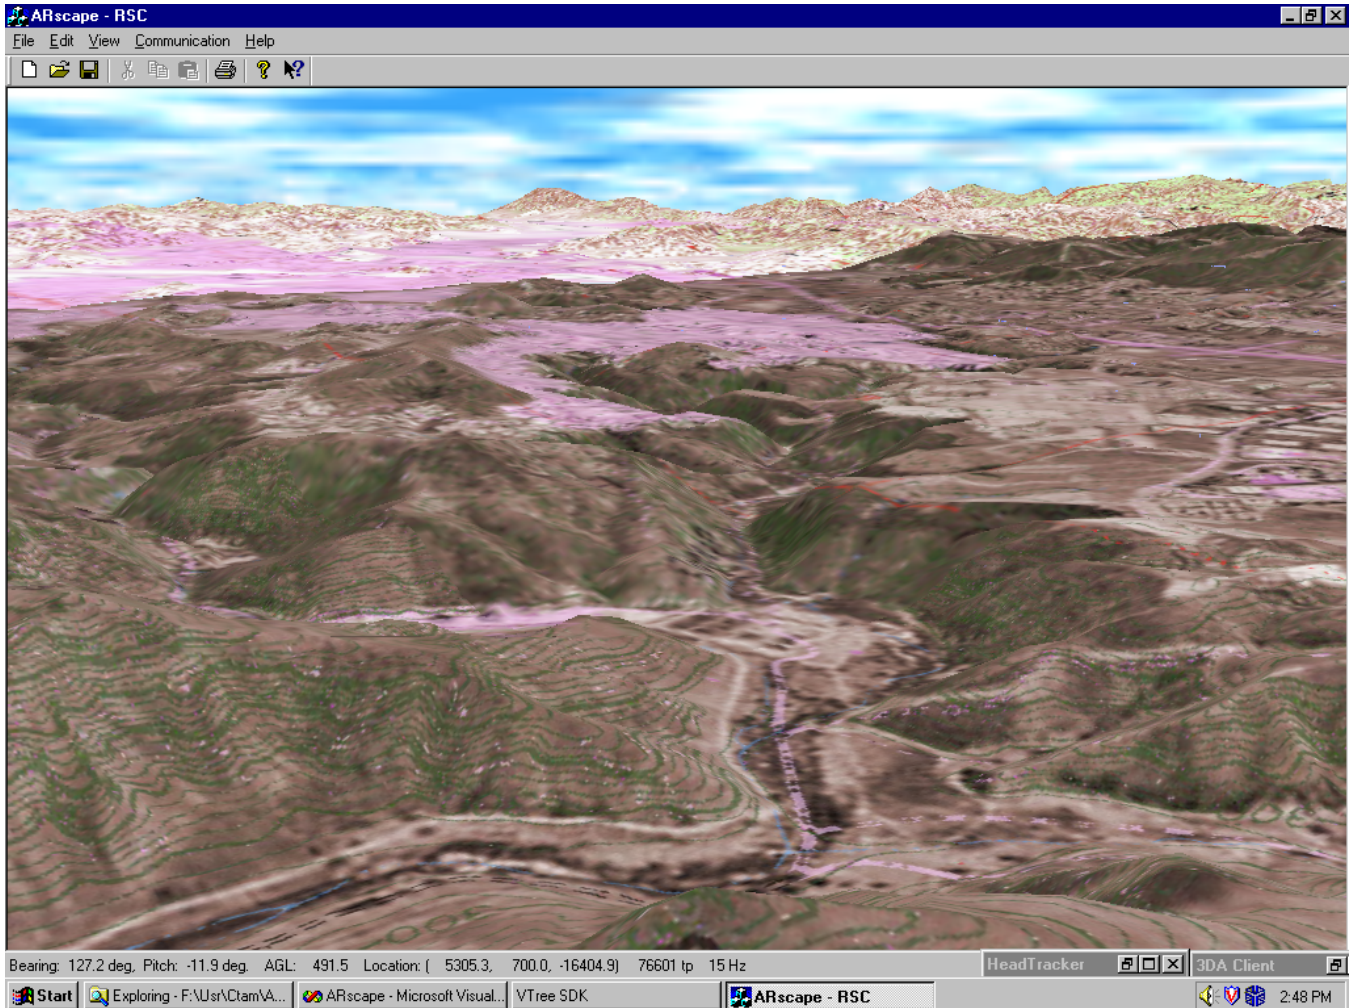 ARscape - RSC
File Edit View Communication Help
Bearing: 127.2 deg, Pitch: -11.9 deg. AGL: 491.5 Location: ( 5305.3, 700.0, -16404.9) 76601 tp 15 Hz
HeadTracker
3DA Client
Start
Exploring - F:\Usr\Ctam\A...
ARscape - Microsoft Visual...
VTree SDK
ARscape - RSC
2:48 PM